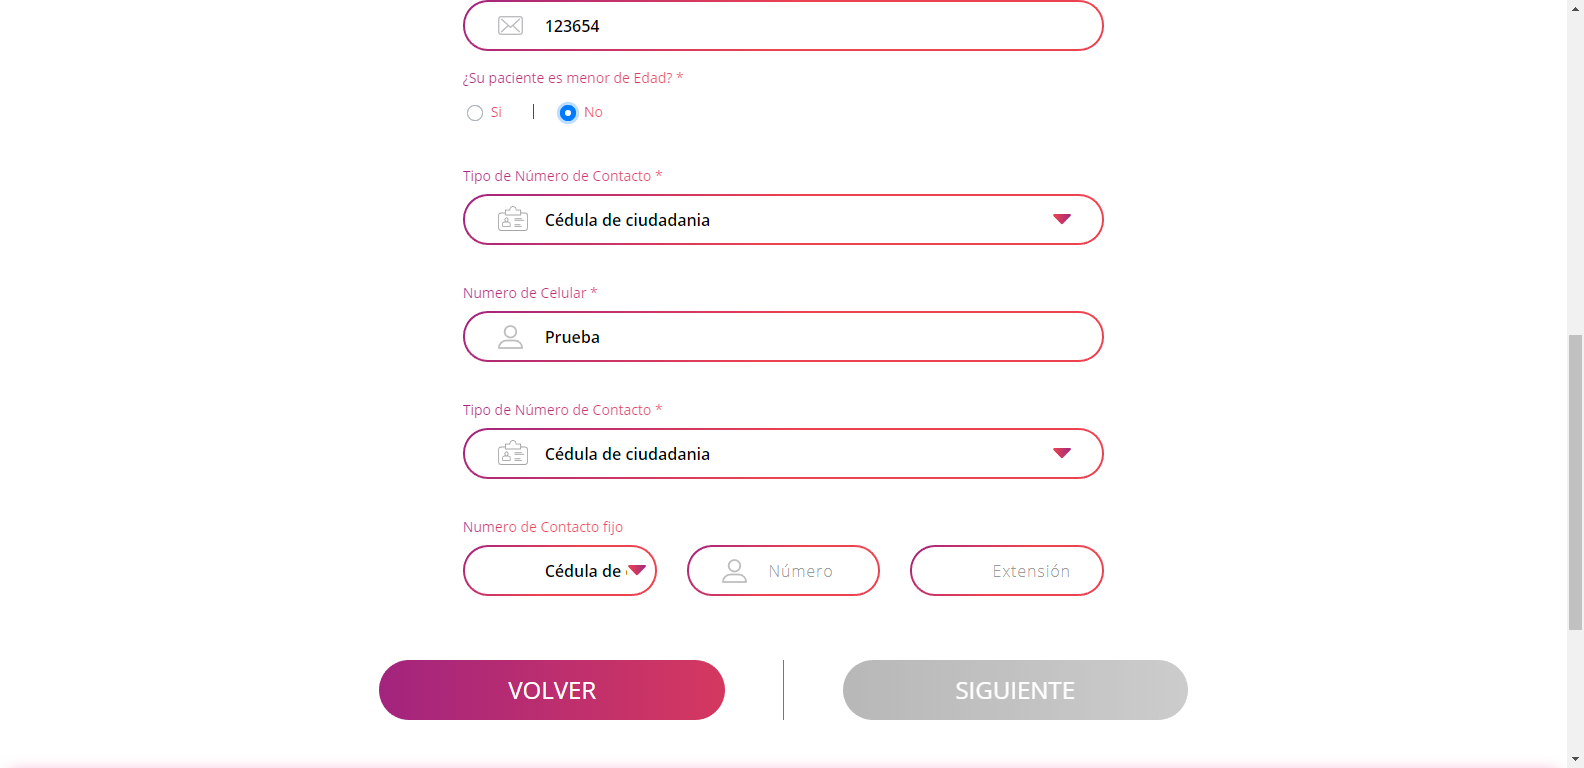 123654
¿Su paciente es menor de Edad? *
Si | No
Tipo de Número de Contacto *
Cédula de ciudadania
Numero de Celular *
Prueba
Tipo de Número de Contacto *
Cédula de ciudadania
Numero de Contacto fijo
Cédula de Número Extensión
VOLVER SIGUIENTE